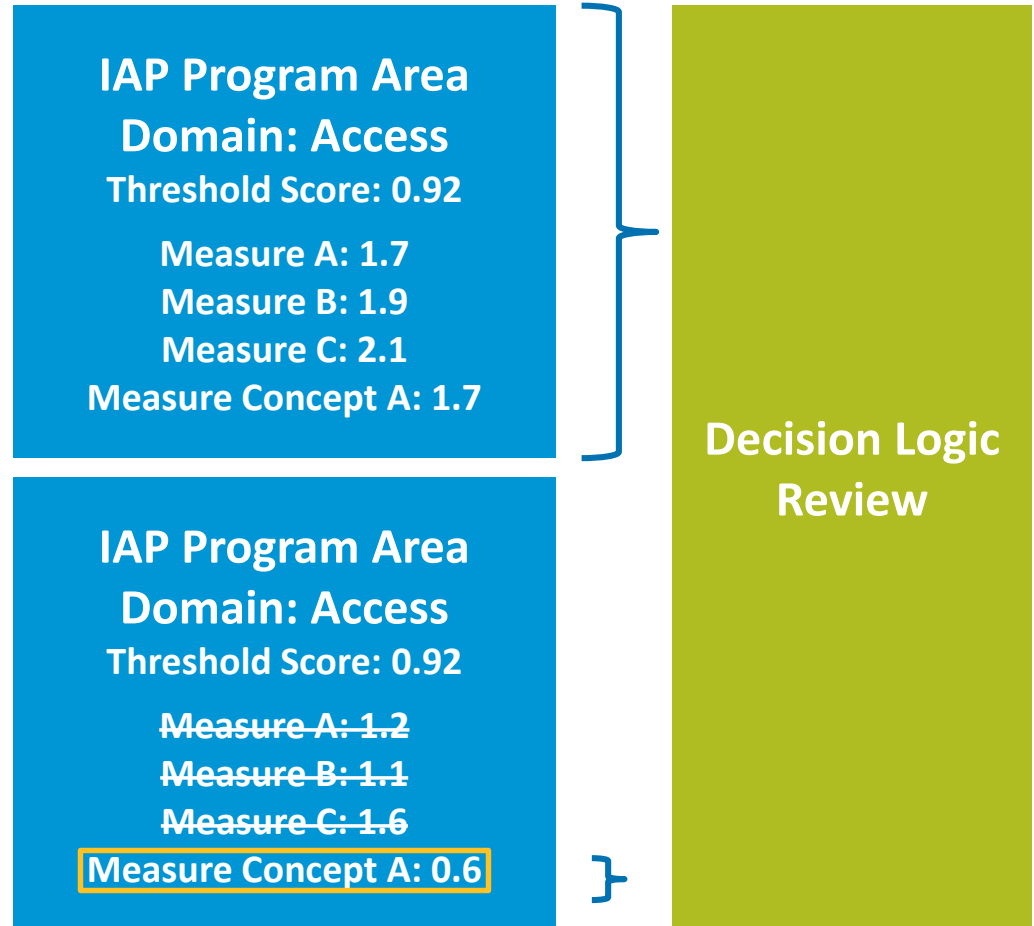 IAP Program Area
Domain: Access
Threshold Score: 0.92
Measure A: 1.7
Measure B: 1.9
Measure C: 2.1
Measure Concept A: 1.7
IAP Program Area
Domain: Access
Threshold Score: 0.92
Measure A: 1.2
Measure B: 1.1
Measure C: 1.6
Measure Concept A: 0.6
Decision Logic
Review